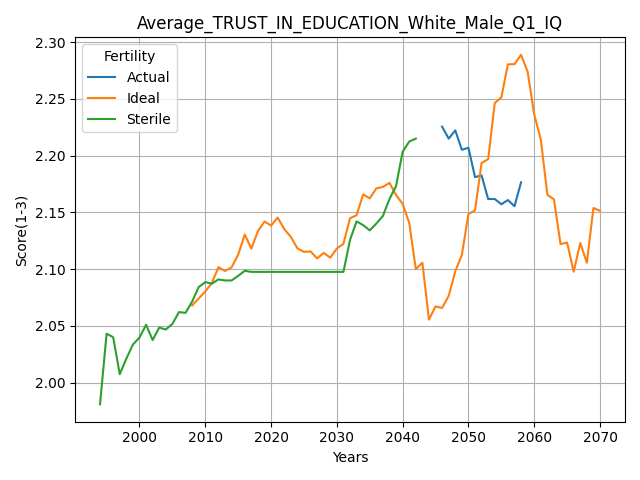 Average_TRUST_IN_EDUCATION_White_Male_Q1_IQ
Fertility
Actual
Ideal
Sterile
Score(1-3)
2.30
2.25
2.20
2.15
2.10
2.05
2.00
2000 2010 2020 2030 2040 2050 2060 2070
Years